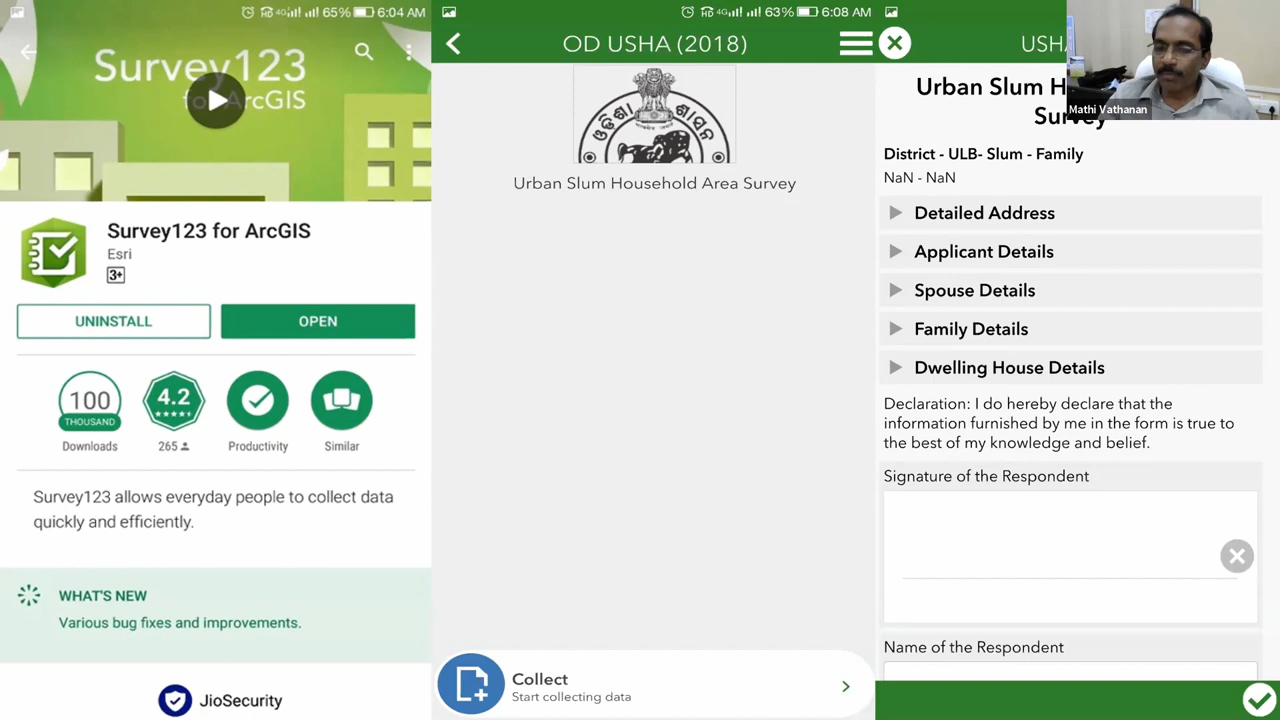 65% 6:04 AM
Survey123
for ArcGIS
Survey123 for ArcGIS
Esri
3+
UNINSTALL
OPEN
100
THOUSAND
Downloads
4.2
265
Productivity
Similar
Survey123 allows everyday people to collect data
quickly and efficiently.
WHAT'S NEW
Various bug fixes and improvements.
JioSecurity
HD 4G 63% 6:08 AM
OD USHA (2018)
ଓଡ଼ିଶା ଶାସନ
Urban Slum Household Area Survey
Collect
Start collecting data
USHA
Mathi Vathanan
Urban Slum H
Survey
District - ULB- Slum - Family
NaN - NaN
Detailed Address
Applicant Details
Spouse Details
Family Details
Dwelling House Details
Declaration: I do hereby declare that the
information furnished by me in the form is true to
the best of my knowledge and belief.
Signature of the Respondent
Name of the Respondent